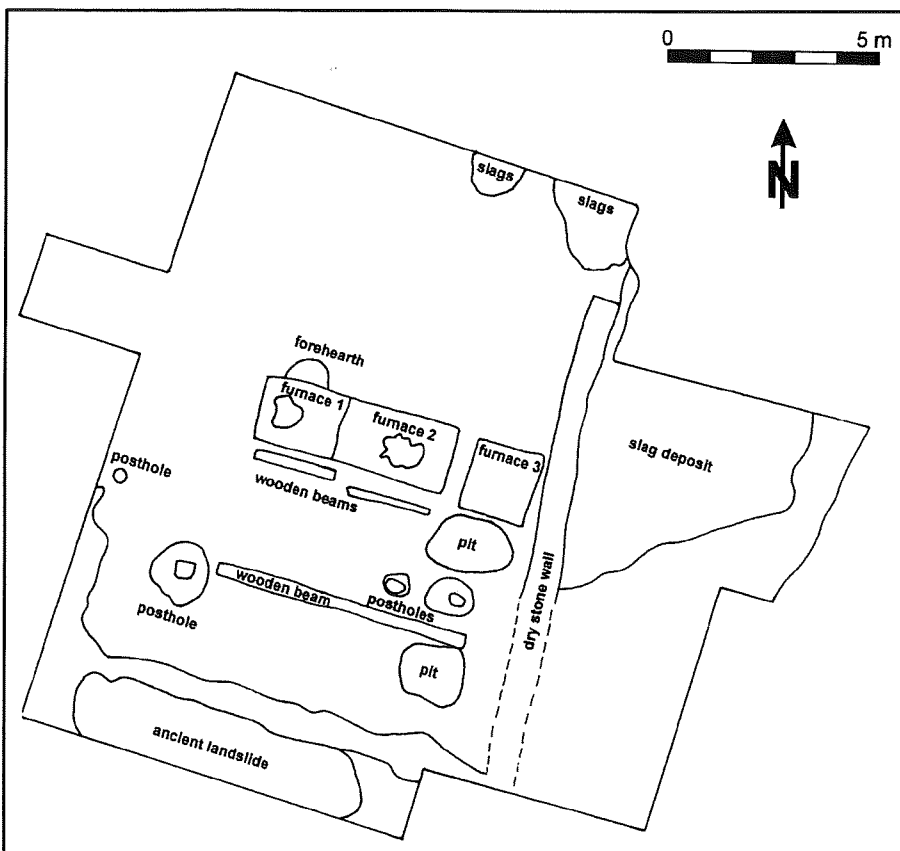 0 5 m
N
slags
slags
forehearth
furnace 1
furnace 2
furnace 3
slag deposit
posthole
wooden beams
pit
dry stone wall
wooden beam
postholes
posthole
pit
ancient landslide